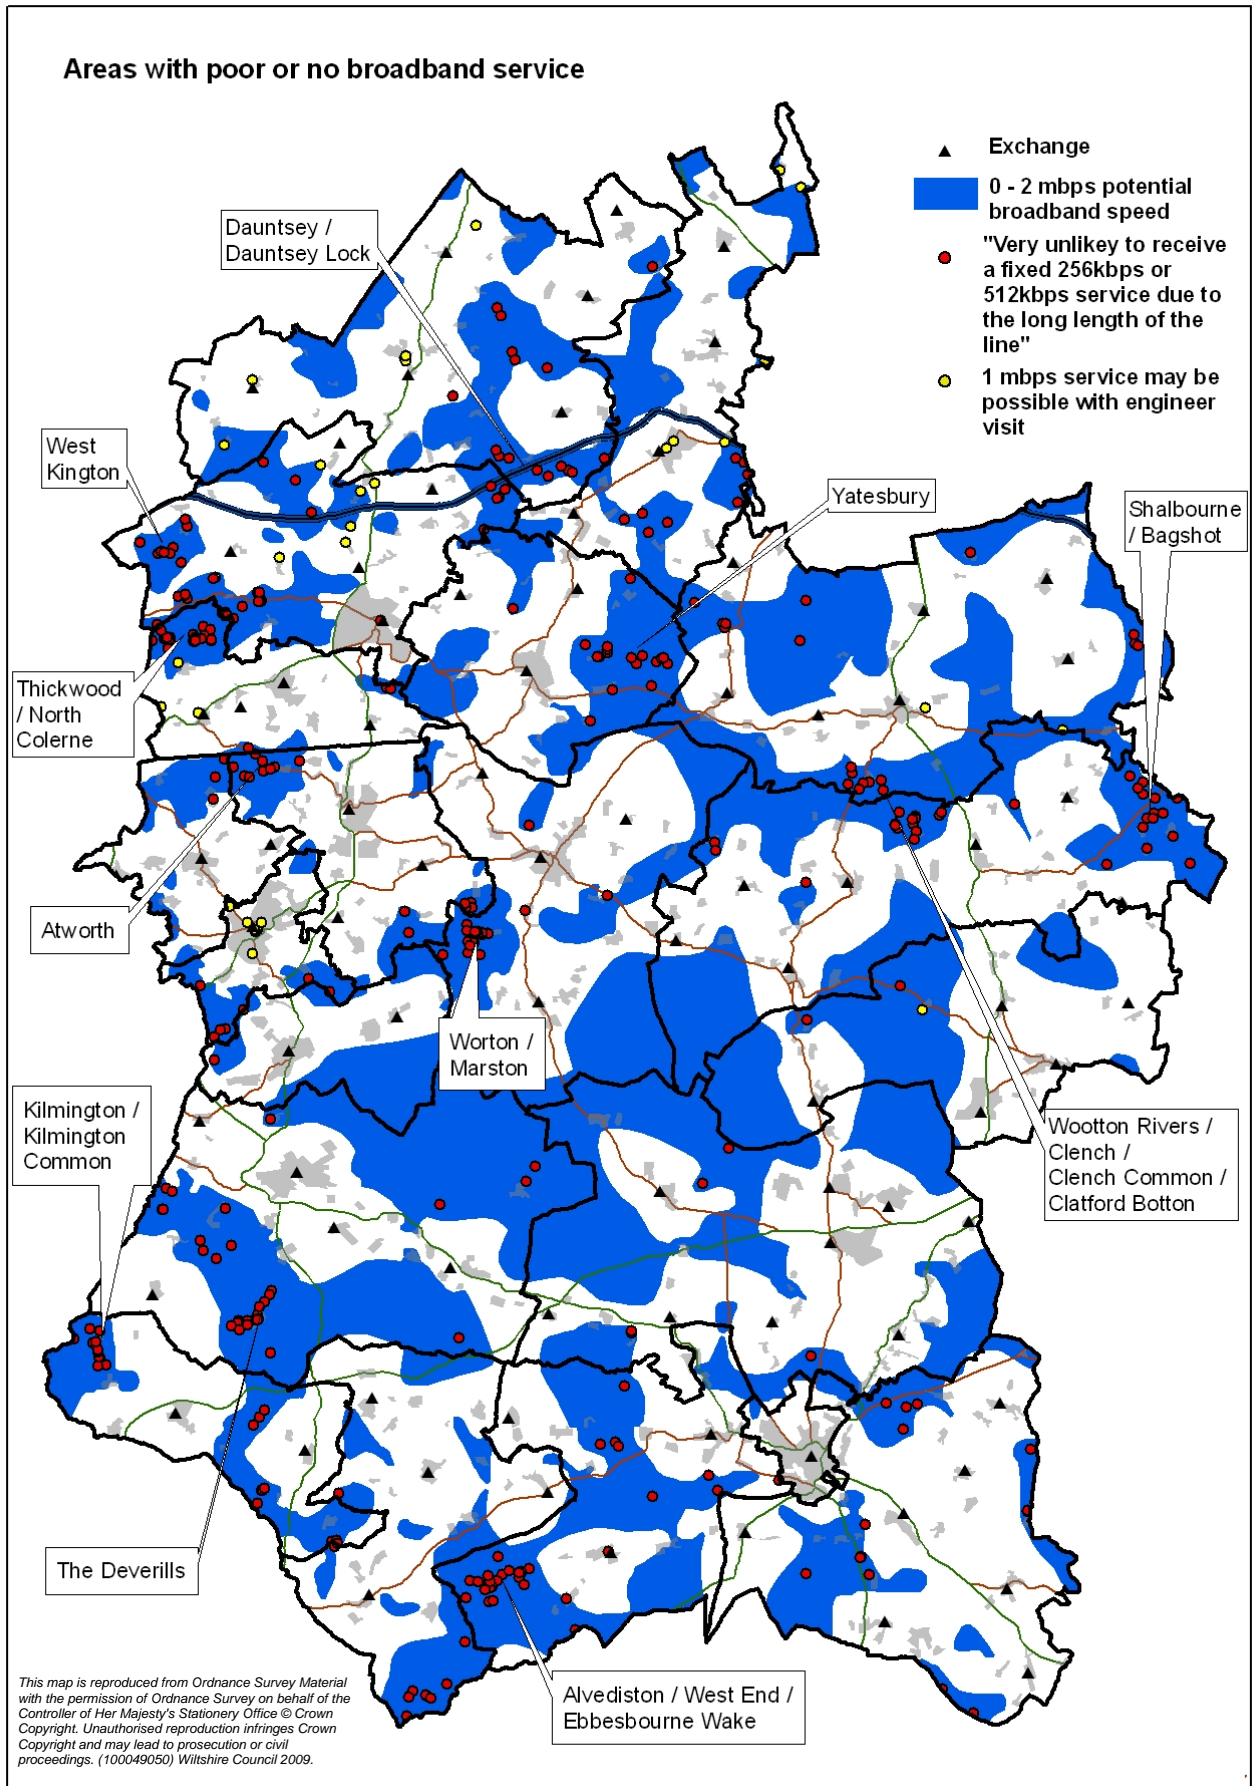 Areas with poor or no broadband service
Exchange
0 - 2 mbps potential
broadband speed
"Very unlikey to receive
a fixed 256kbps or
512kbps service due to
the long length of the
line"
1 mbps service may be
possible with engineer
visit
Dauntsey /
Dauntsey Lock
West
Kington
Yatesbury
Shalbourne
/ Bagshot
Thickwood
/ North
Colerne
Atworth
Worton /
Marston
Kilmington /
Kilmington
Common
Wootton Rivers /
Clench /
Clench Common /
Clatford Botton
The Deverills
Alvediston / West End /
Ebbesbourne Wake
This map is reproduced from Ordnance Survey Material
with the permission of Ordnance Survey on behalf of the
Controller of Her Majesty's Stationery Office © Crown
Copyright. Unauthorised reproduction infringes Crown
Copyright and may lead to prosecution or civil
proceedings. (100049050) Wiltshire Council 2009.